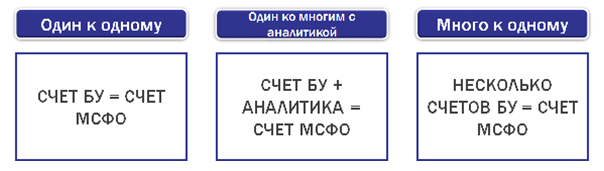 Один к одному
СЧЕТ БУ = СЧЕТ
МСФО
Один ко многим с
аналитикой
СЧЕТ БУ +
АНАЛИТИКА =
СЧЕТ МСФО
Много к одному
НЕСКОЛЬКО
СЧЕТОВ БУ = СЧЕТ
МСФО